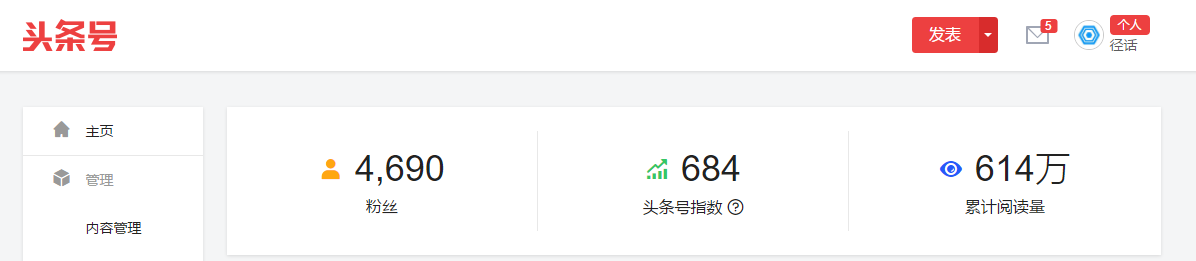 头条号
发表
5
个人
径话
主页
管理
内容管理
4,690
粉丝
684
头条号指数 ?
614万
累计阅读量